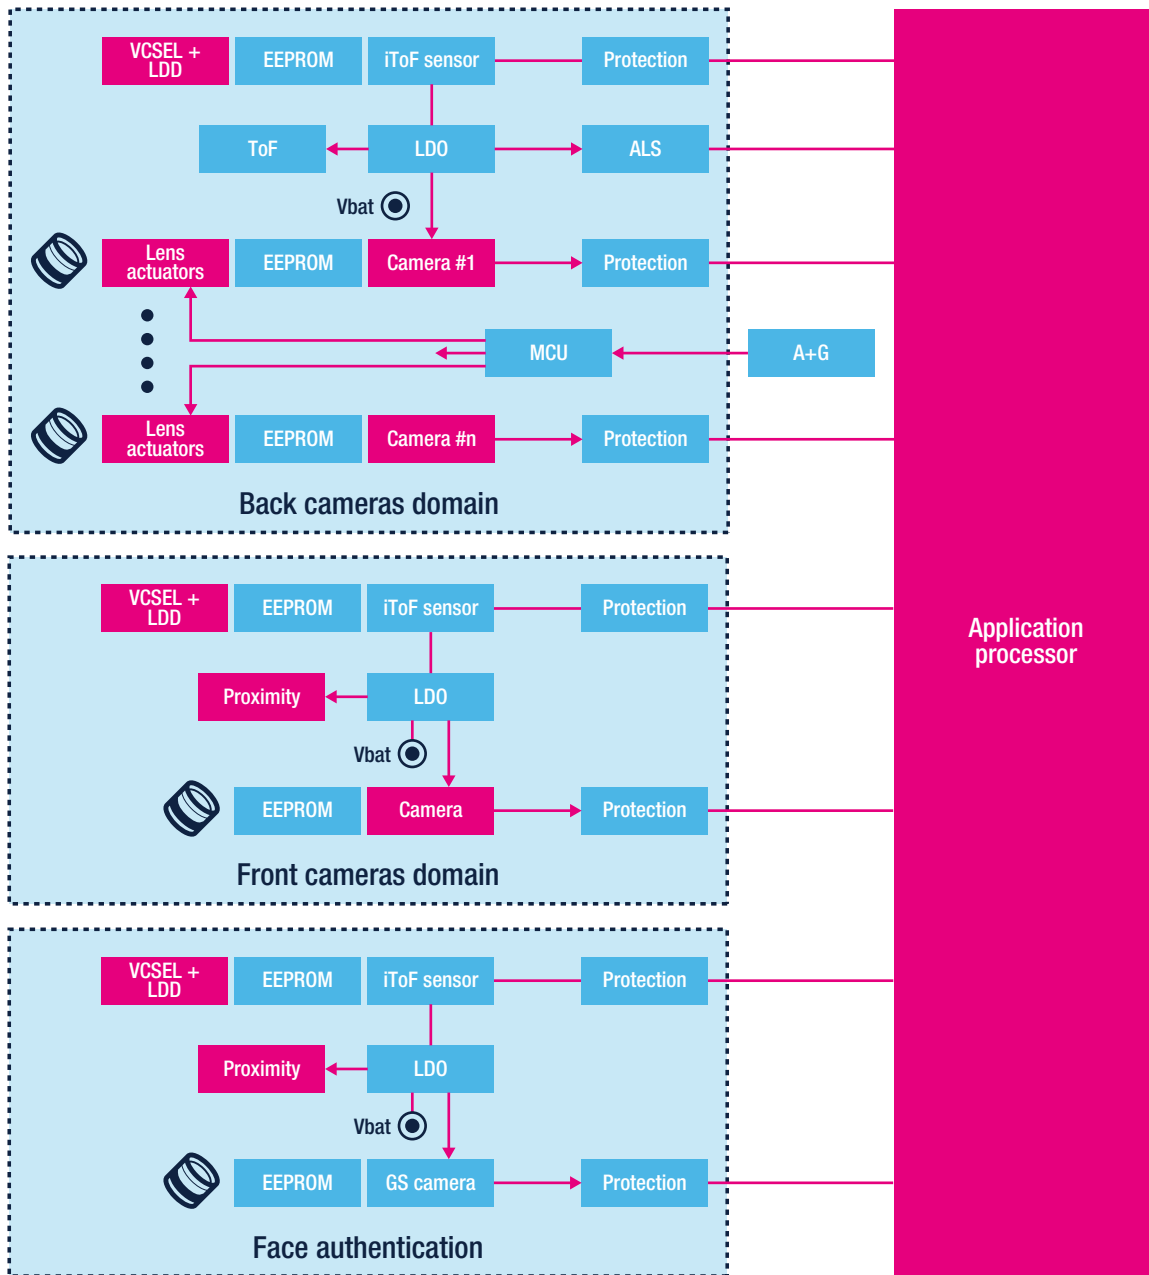 VCSEL +
LDD
EEPROM
iToF sensor
Protection
ToF
LDO
ALS
Vbat
Lens
actuators
EEPROM
Camera #1
Protection
MCU
A+G
Lens
actuators
EEPROM
Camera #n
Protection
Back cameras domain
VCSEL +
LDD
EEPROM
iToF sensor
Protection
Proximity
LDO
Vbat
EEPROM
Camera
Protection
Front cameras domain
VCSEL +
LDD
EEPROM
iToF sensor
Protection
Proximity
LDO
Vbat
EEPROM
GS camera
Protection
Face authentication
Application
processor